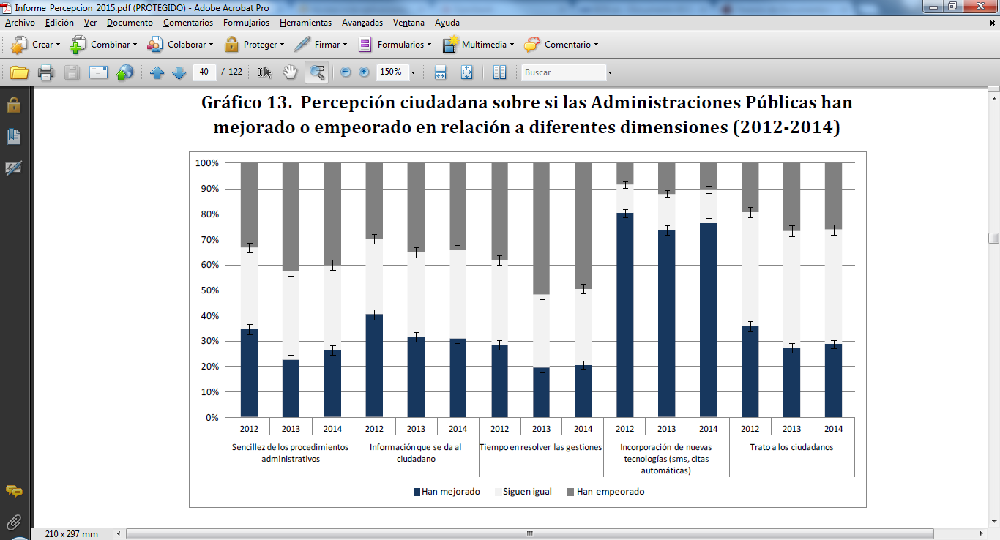 Informe_Percepcion_2015.pdf (PROTEGIDO) - Adobe Acrobat Pro
Archivo Edición Ver Documento Comentarios Formularios Herramientas Avanzadas Ventana Ayuda
Crear Combinar Colaborar Proteger Firmar Formularios Multimedia Comentario
40 / 122 150% Buscar
Gráfico 13. Percepción ciudadana sobre si las Administraciones Públicas han
mejorado o empeorado en relación a diferentes dimensiones (2012-2014)
100%
90%
80%
70%
60%
50%
40%
30%
20%
10%
0%
2012 2013 2014 2012 2013 2014 2012 2013 2014 2012 2013 2014 2012 2013 2014
Sencillez de los procedimientos
administrativos
Información que se da al
ciudadano
Tiempo en resolver las gestiones
Incorporación de nuevas
tecnologías (sms, citas
automáticas)
Trato a los ciudadanos
Han mejorado Siguen igual Han empeorado
210 x 297 mm